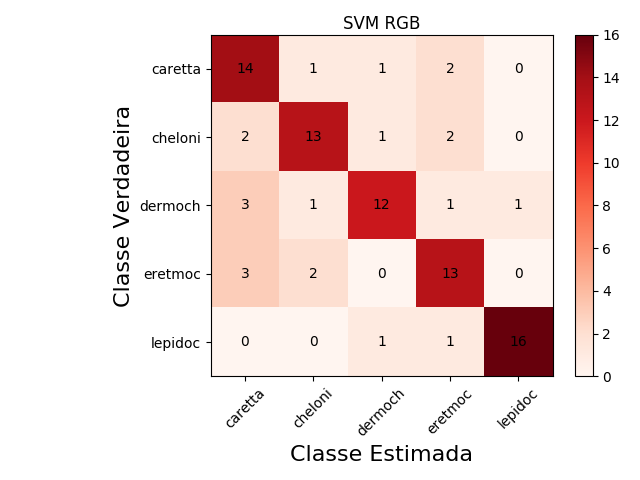 SVM RGB
Classe Verdadeira
caretta 14 1 1 2 0
cheloni 2 13 1 2 0
dermoch 3 1 12 1 1
eretmoc 3 2 0 13 0
lepidoc 0 0 1 1 16
caretta cheloni dermoch eretmoc lepidoc
Classe Estimada
16
14
12
10
8
6
4
2
0